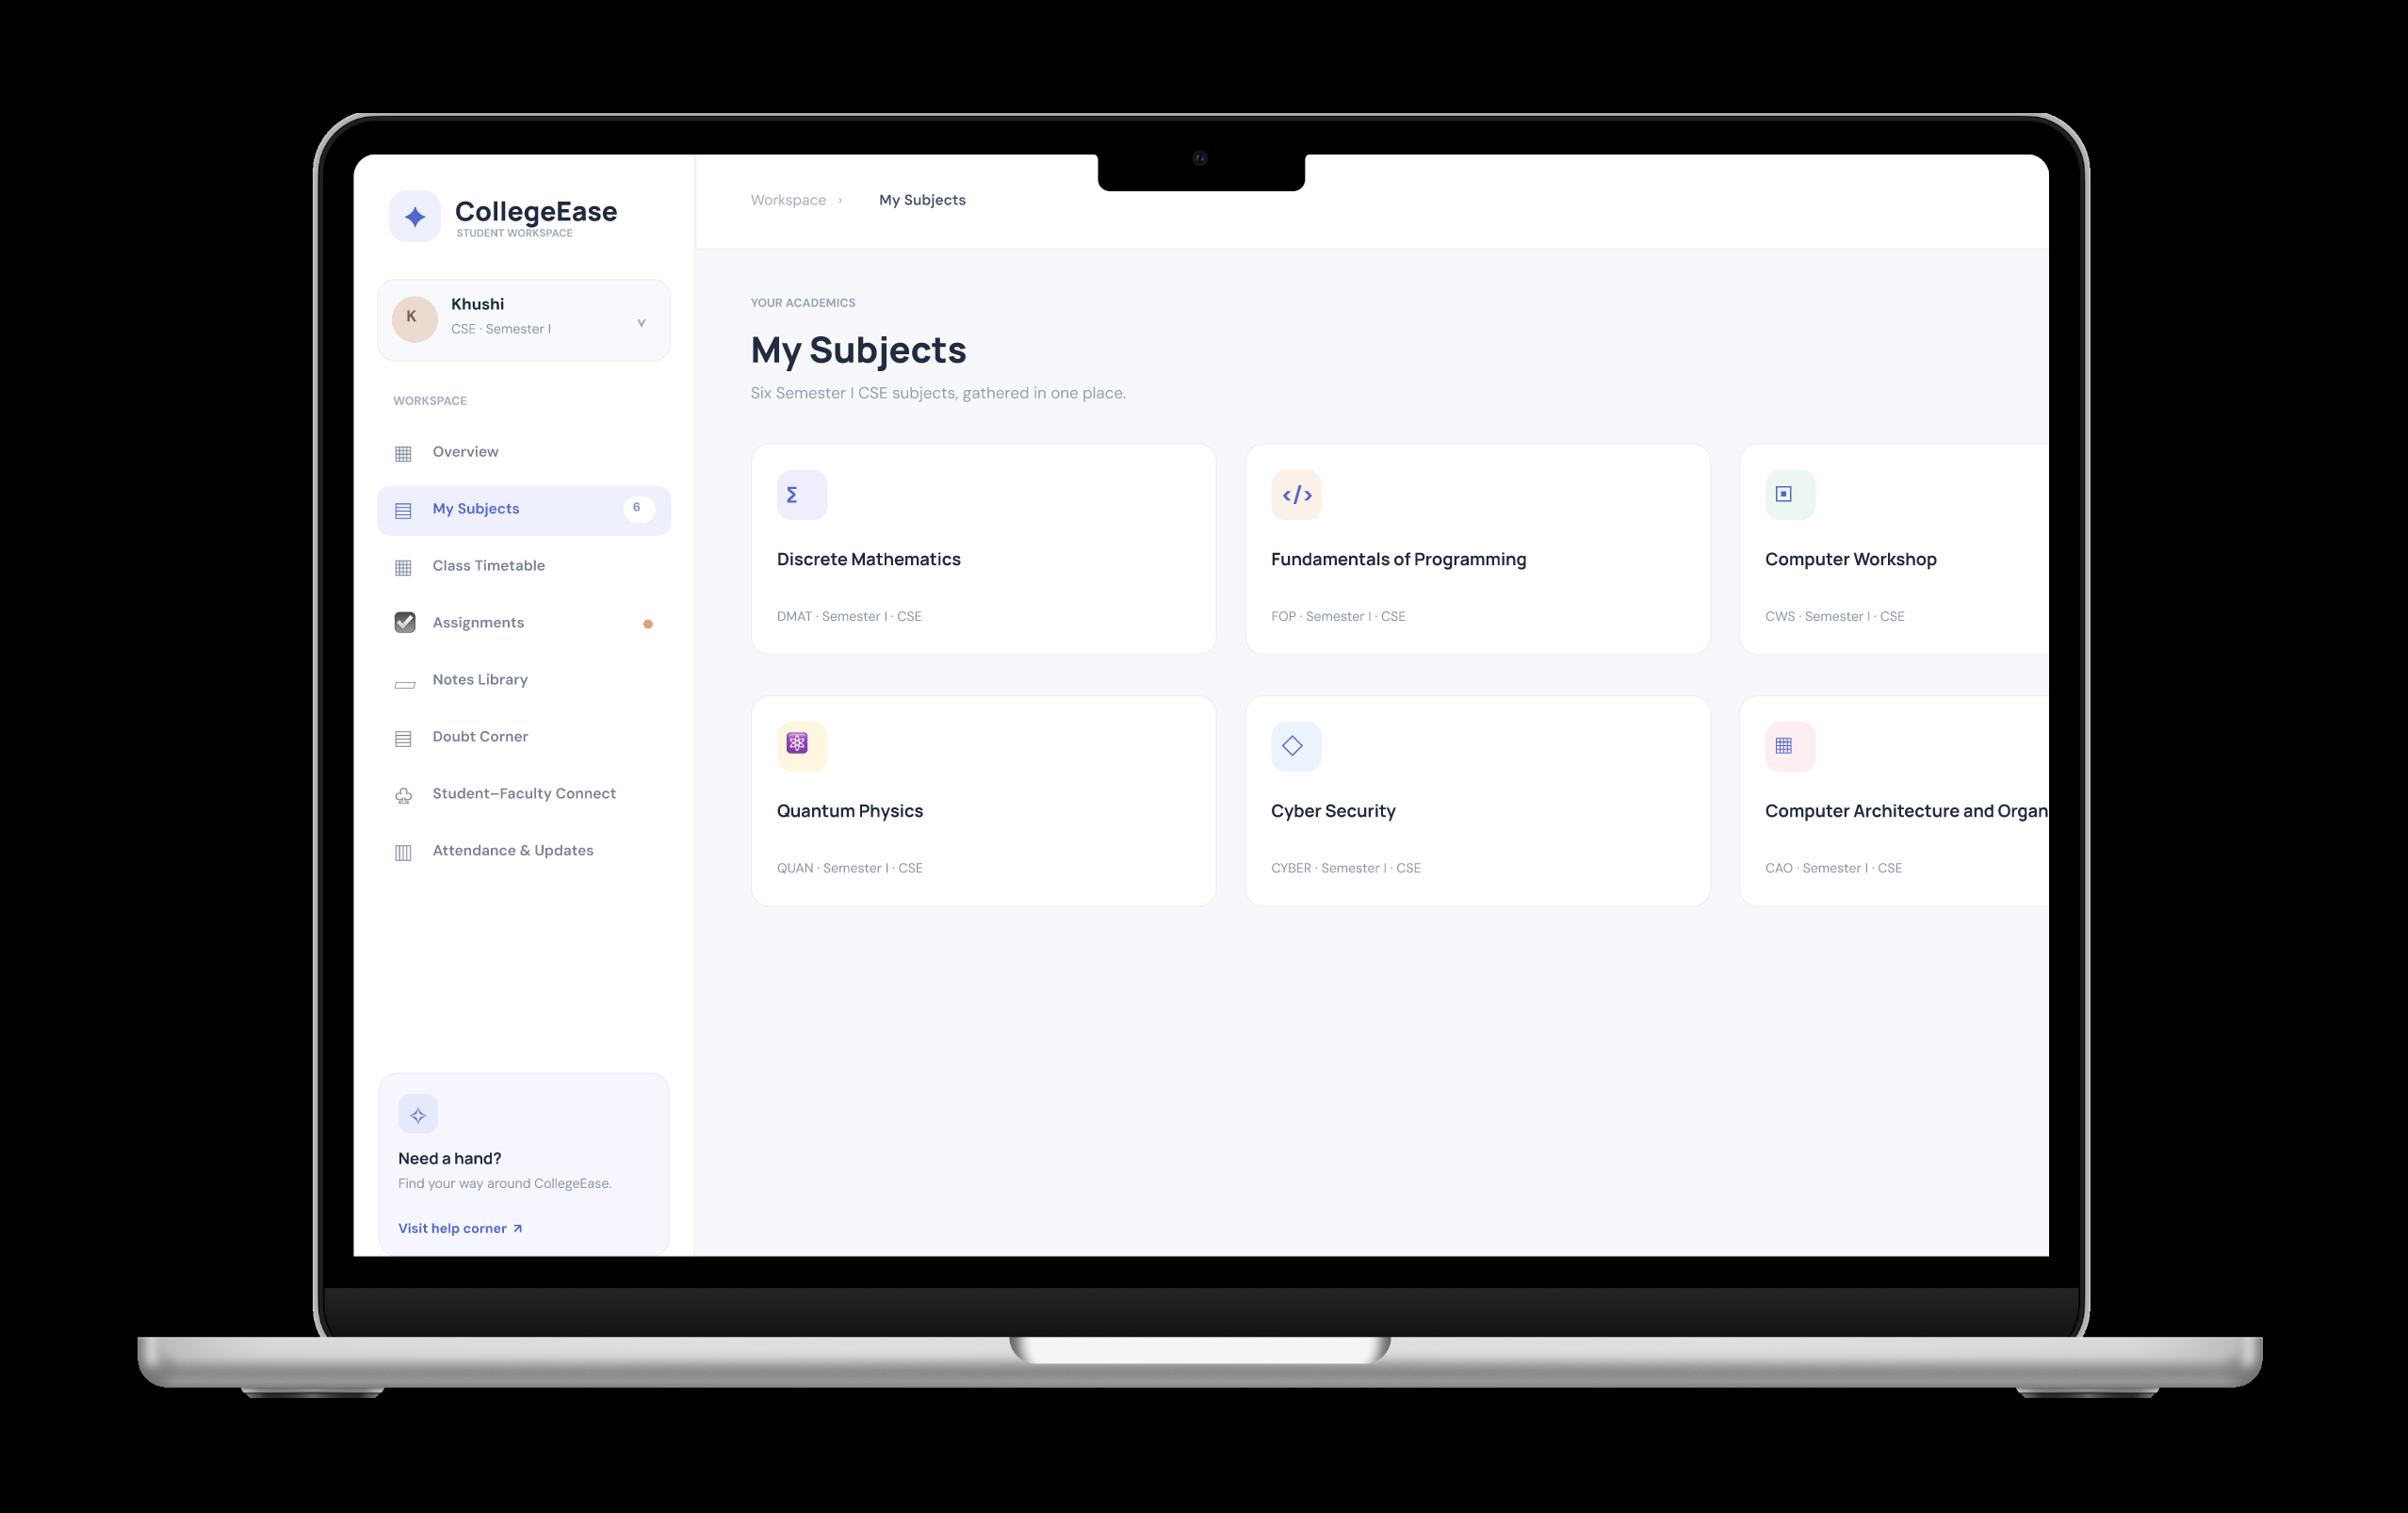 CollegeEase
STUDENT WORKSPACE
K
Khushi
CSE · Semester I
WORKSPACE
Overview
My Subjects 6
Class Timetable
Assignments
Notes Library
Doubt Corner
Student–Faculty Connect
Attendance & Updates
Need a hand?
Find your way around CollegeEase.
Visit help corner ↗
Workspace › My Subjects
YOUR ACADEMICS
My Subjects
Six Semester I CSE subjects, gathered in one place.
Σ
Discrete Mathematics
DMAT · Semester I · CSE
</>
Fundamentals of Programming
FOP · Semester I · CSE
Computer Workshop
CWS · Semester I · CSE
Quantum Physics
QUAN · Semester I · CSE
Cyber Security
CYBER · Semester I · CSE
Computer Architecture and Organ
CAO · Semester I · CSE